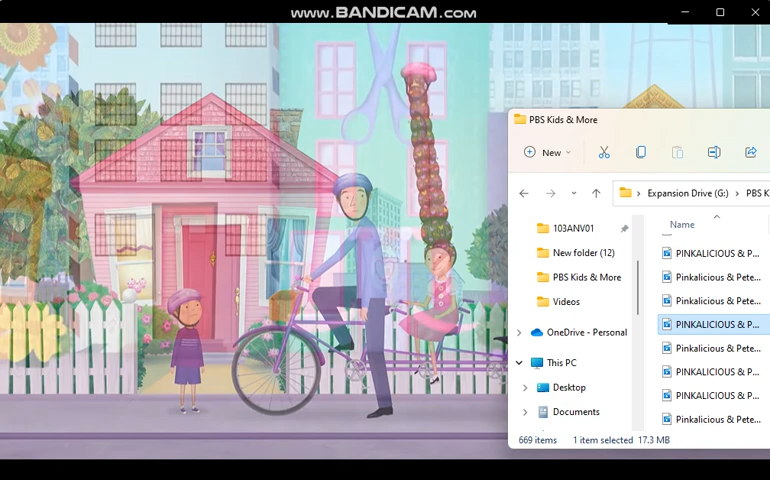 www.BANDICAM.com
PBS Kids & More
New
Expansion Drive (G:) > PBS K
Name
103ANV01
New folder (12)
PBS Kids & More
Videos
OneDrive - Personal
This PC
Desktop
Documents
PINKALICIOUS & P...
Pinkalicious & Pete...
Pinkalicious & Pete...
PINKALICIOUS & P...
Pinkalicious & Pete...
Pinkalicious & Pete...
Pinkalicious & Pete...
Pinkalicious & Pete...
669 items 1 item selected 17.3 MB